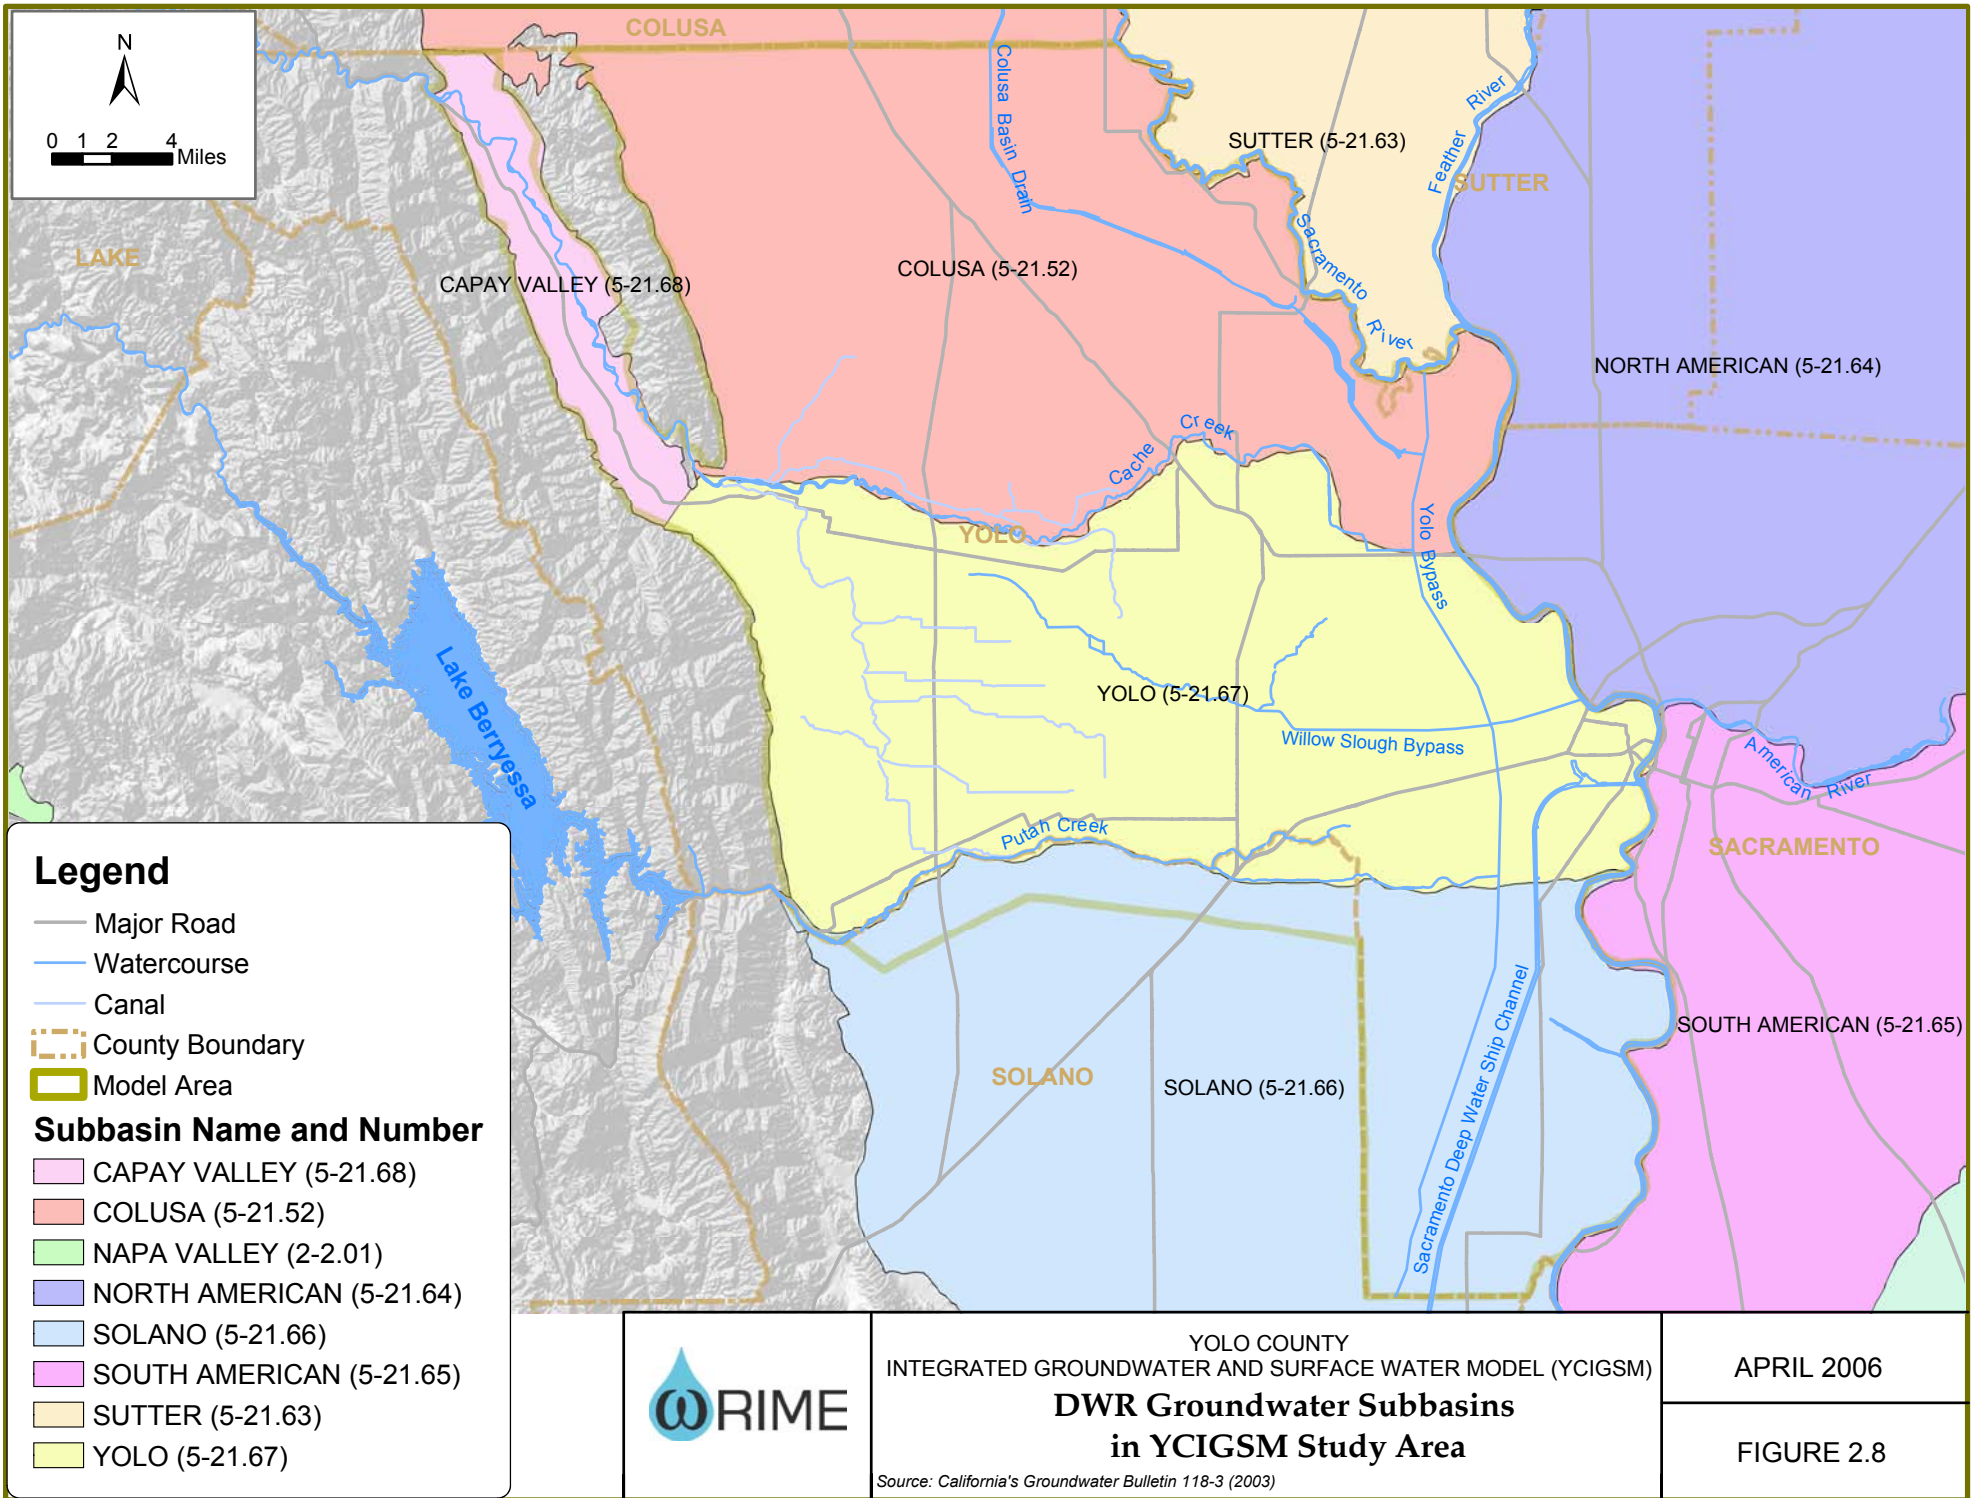 N
0 1 2 4
Miles
COLUSA
Colusa Basin Drain
SUTTER (5-21.63)
Feather River
SUTTER
LAKE
CAPAY VALLEY (5-21.68)
COLUSA (5-21.52)
Sacramento River
NORTH AMERICAN (5-21.64)
Cache Creek
YOLO
Yolo Bypass
Lake Berryessa
YOLO (5-21.67)
Willow Slough Bypass
American River
Putah Creek
SACRAMENTO
SOLANO
SOLANO (5-21.66)
Sacramento Deep Water Ship Channel
SOUTH AMERICAN (5-21.65)
Legend
Major Road
Watercourse
Canal
County Boundary
Model Area
Subbasin Name and Number
CAPAY VALLEY (5-21.68)
COLUSA (5-21.52)
NAPA VALLEY (2-2.01)
NORTH AMERICAN (5-21.64)
SOLANO (5-21.66)
SOUTH AMERICAN (5-21.65)
SUTTER (5-21.63)
YOLO (5-21.67)
WRIME
YOLO COUNTY
INTEGRATED GROUNDWATER AND SURFACE WATER MODEL (YCIGSM)
DWR Groundwater Subbasins
in YCIGSM Study Area
Source: California's Groundwater Bulletin 118-3 (2003)
APRIL 2006
FIGURE 2.8